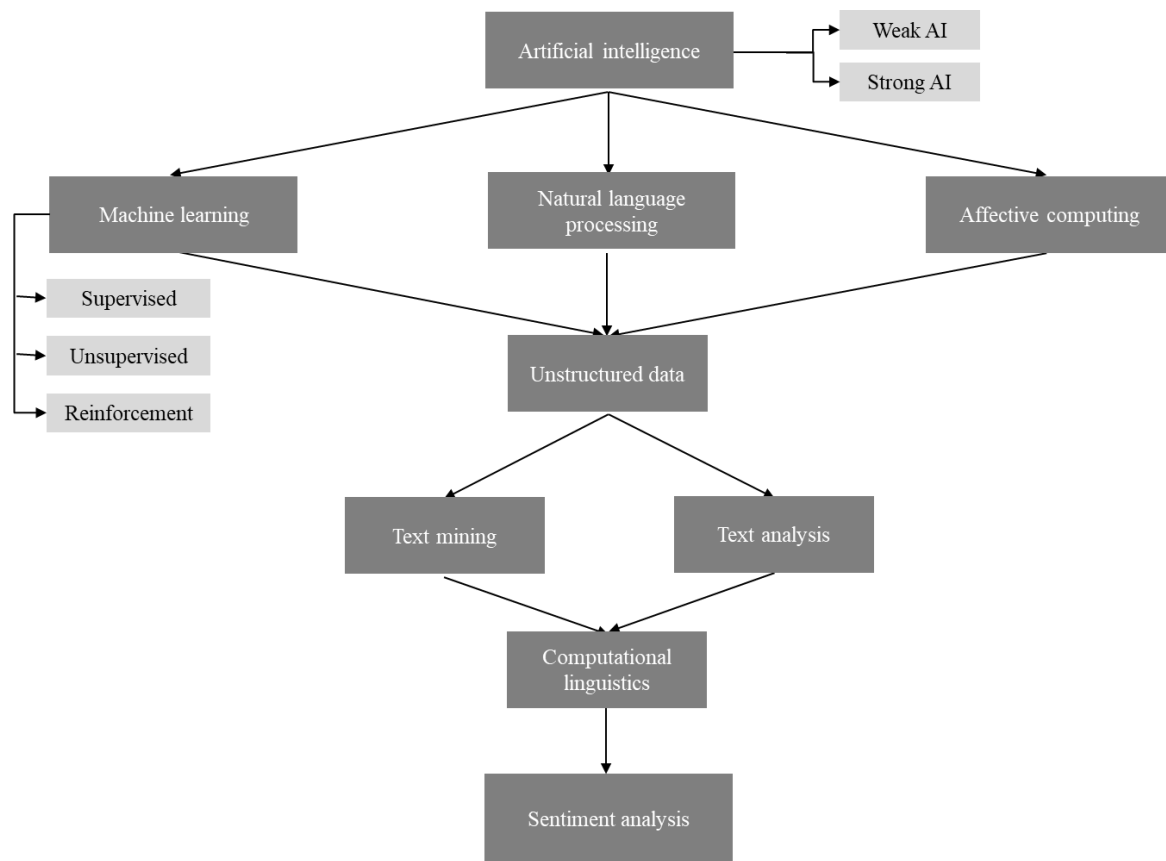 Artificial intelligence
Weak AI
Strong AI
Machine learning
Natural language
processing
Affective computing
Supervised
Unsupervised
Reinforcement
Unstructured data
Text mining
Text analysis
Computational
linguistics
Sentiment analysis